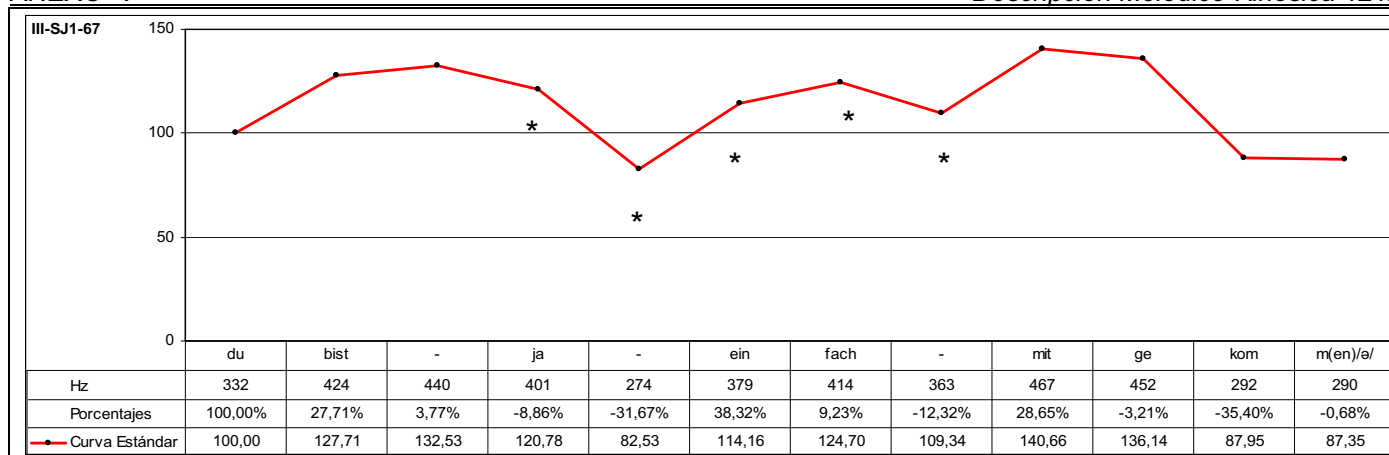 III-SJ1-67
150
100
50
0
* * * * * *
du bist - ja - ein fach - mit ge kom m(en)/ə/
Hz 332 424 440 401 274 379 414 363 467 452 292 290
Porcentajes 100,00% 27,71% 3,77% -8,86% -31,67% 38,32% 9,23% -12,32% 28,65% -3,21% -35,40% -0,68%
Curva Estándar 100,00 127,71 132,53 120,78 82,53 114,16 124,70 109,34 140,66 136,14 87,95 87,35